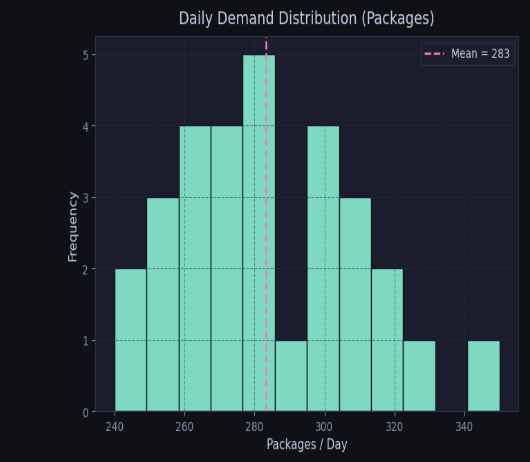 Daily Demand Distribution (Packages)
Mean = 283
Frequency
5
4
3
2
1
0
240 260 280 300 320 340
Packages / Day